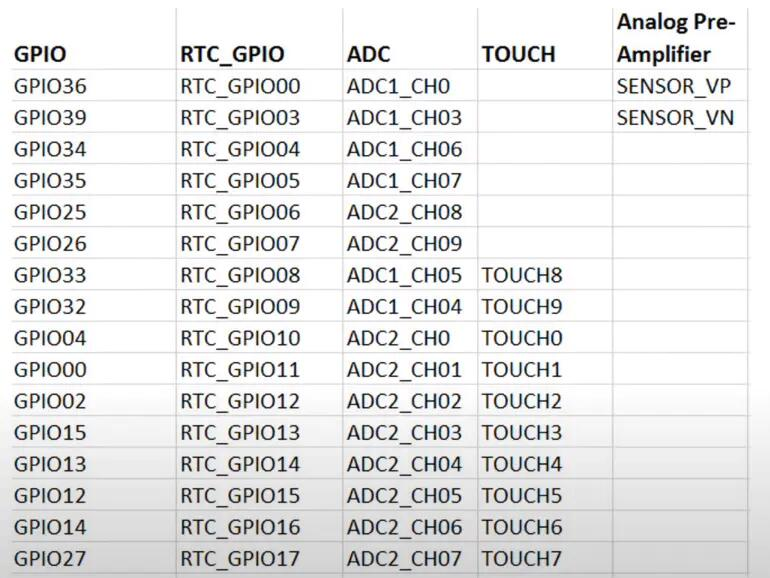 Analog Pre-
GPIO RTC_GPIO ADC TOUCH Amplifier
GPIO36 RTC_GPIO00 ADC1_CH0 SENSOR_VP
GPIO39 RTC_GPIO03 ADC1_CH03 SENSOR_VN
GPIO34 RTC_GPIO04 ADC1_CH06
GPIO35 RTC_GPIO05 ADC1_CH07
GPIO25 RTC_GPIO06 ADC2_CH08
GPIO26 RTC_GPIO07 ADC2_CH09
GPIO33 RTC_GPIO08 ADC1_CH05 TOUCH8
GPIO32 RTC_GPIO09 ADC1_CH04 TOUCH9
GPIO04 RTC_GPIO10 ADC2_CH0 TOUCH0
GPIO00 RTC_GPIO11 ADC2_CH01 TOUCH1
GPIO02 RTC_GPIO12 ADC2_CH02 TOUCH2
GPIO15 RTC_GPIO13 ADC2_CH03 TOUCH3
GPIO13 RTC_GPIO14 ADC2_CH04 TOUCH4
GPIO12 RTC_GPIO15 ADC2_CH05 TOUCH5
GPIO14 RTC_GPIO16 ADC2_CH06 TOUCH6
GPIO27 RTC_GPIO17 ADC2_CH07 TOUCH7